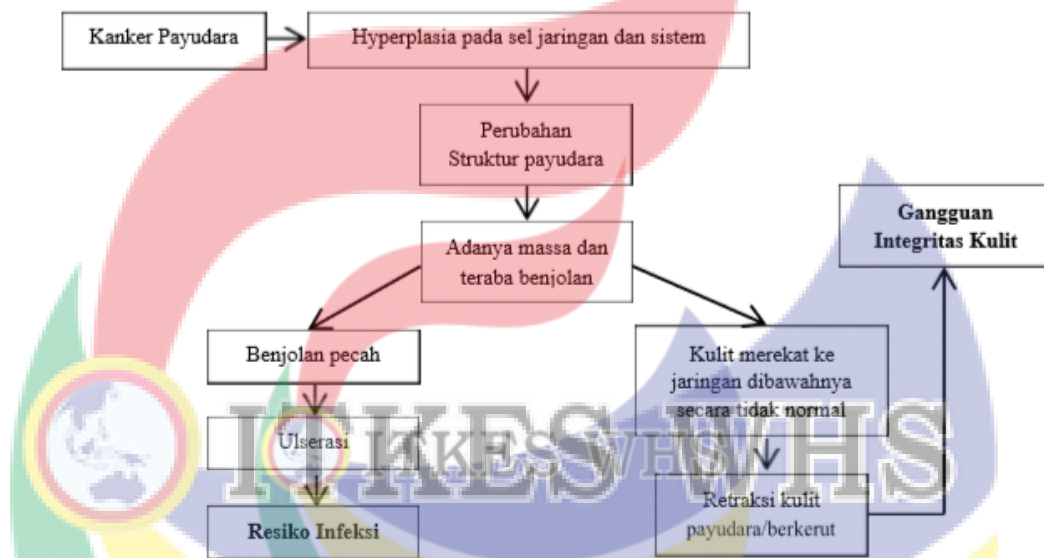 Kanker Payudara
Hyperplasia pada sel jaringan dan sistem
Perubahan
Struktur payudara
Adanya massa dan
teraba benjolan
Gangguan
Integritas Kulit
Benjolan pecah
Kulit merekat ke
jaringan dibawahnya
secara tidak normal
Ulserasi
ITKES WHS
ITKES WHS
Resiko Infeksi
Retraksi kulit
payudara/berkerut